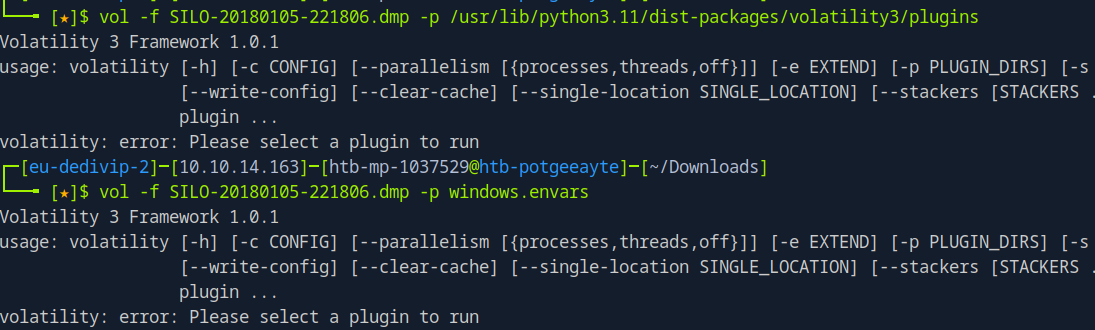 [★]$ vol -f SILO-20180105-221806.dmp -p /usr/lib/python3.11/dist-packages/volatility3/plugins
Volatility 3 Framework 1.0.1
usage: volatility [-h] [-c CONFIG] [--parallelism [{processes,threads,off}]] [-e EXTEND] [-p PLUGIN_DIRS] [-s
[--write-config] [--clear-cache] [--single-location SINGLE_LOCATION] [--stackers [STACKERS .
plugin ...
volatility: error: Please select a plugin to run
┌─[eu-dedivip-2]─[10.10.14.163]─[htb-mp-1037529@htb-potgeeayte]─[~/Downloads]
└──╼ [★]$ vol -f SILO-20180105-221806.dmp -p windows.envars
Volatility 3 Framework 1.0.1
usage: volatility [-h] [-c CONFIG] [--parallelism [{processes,threads,off}]] [-e EXTEND] [-p PLUGIN_DIRS] [-s
[--write-config] [--clear-cache] [--single-location SINGLE_LOCATION] [--stackers [STACKERS .
plugin ...
volatility: error: Please select a plugin to run